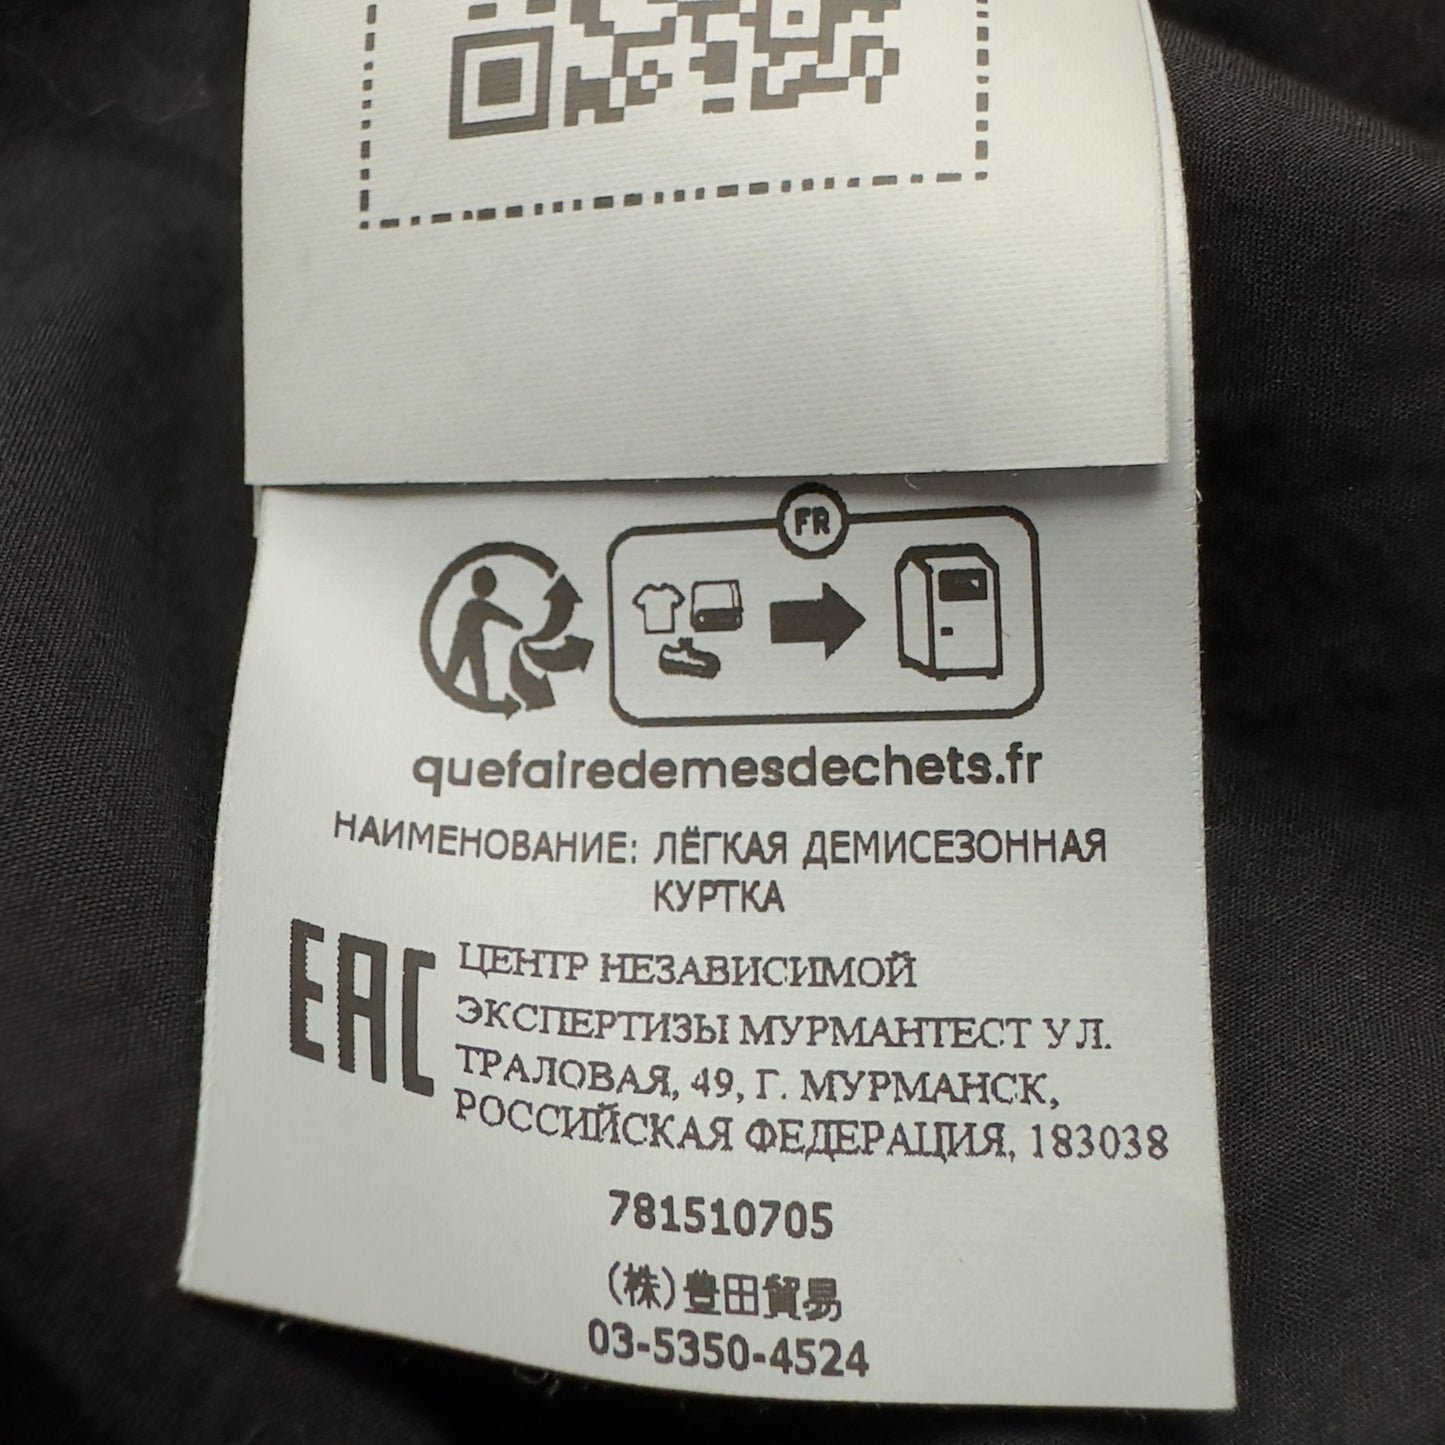 FR
quefairedemesdechets.fr
НАИМЕНОВАНИЕ: ЛЁГКАЯ ДЕМИСЕЗОННАЯ
КУРТКА
EAC
ЦЕНТР НЕЗАВИСИМОЙ
ЭКСПЕРТИЗЫ МУРМАНТЕСТ УЛ.
ТРАЛОВАЯ, 49, Г. МУРМАНСК,
РОССИЙСКАЯ ФЕДЕРАЦИЯ, 183038
781510705
(株)豊田貿易
03-5350-4524